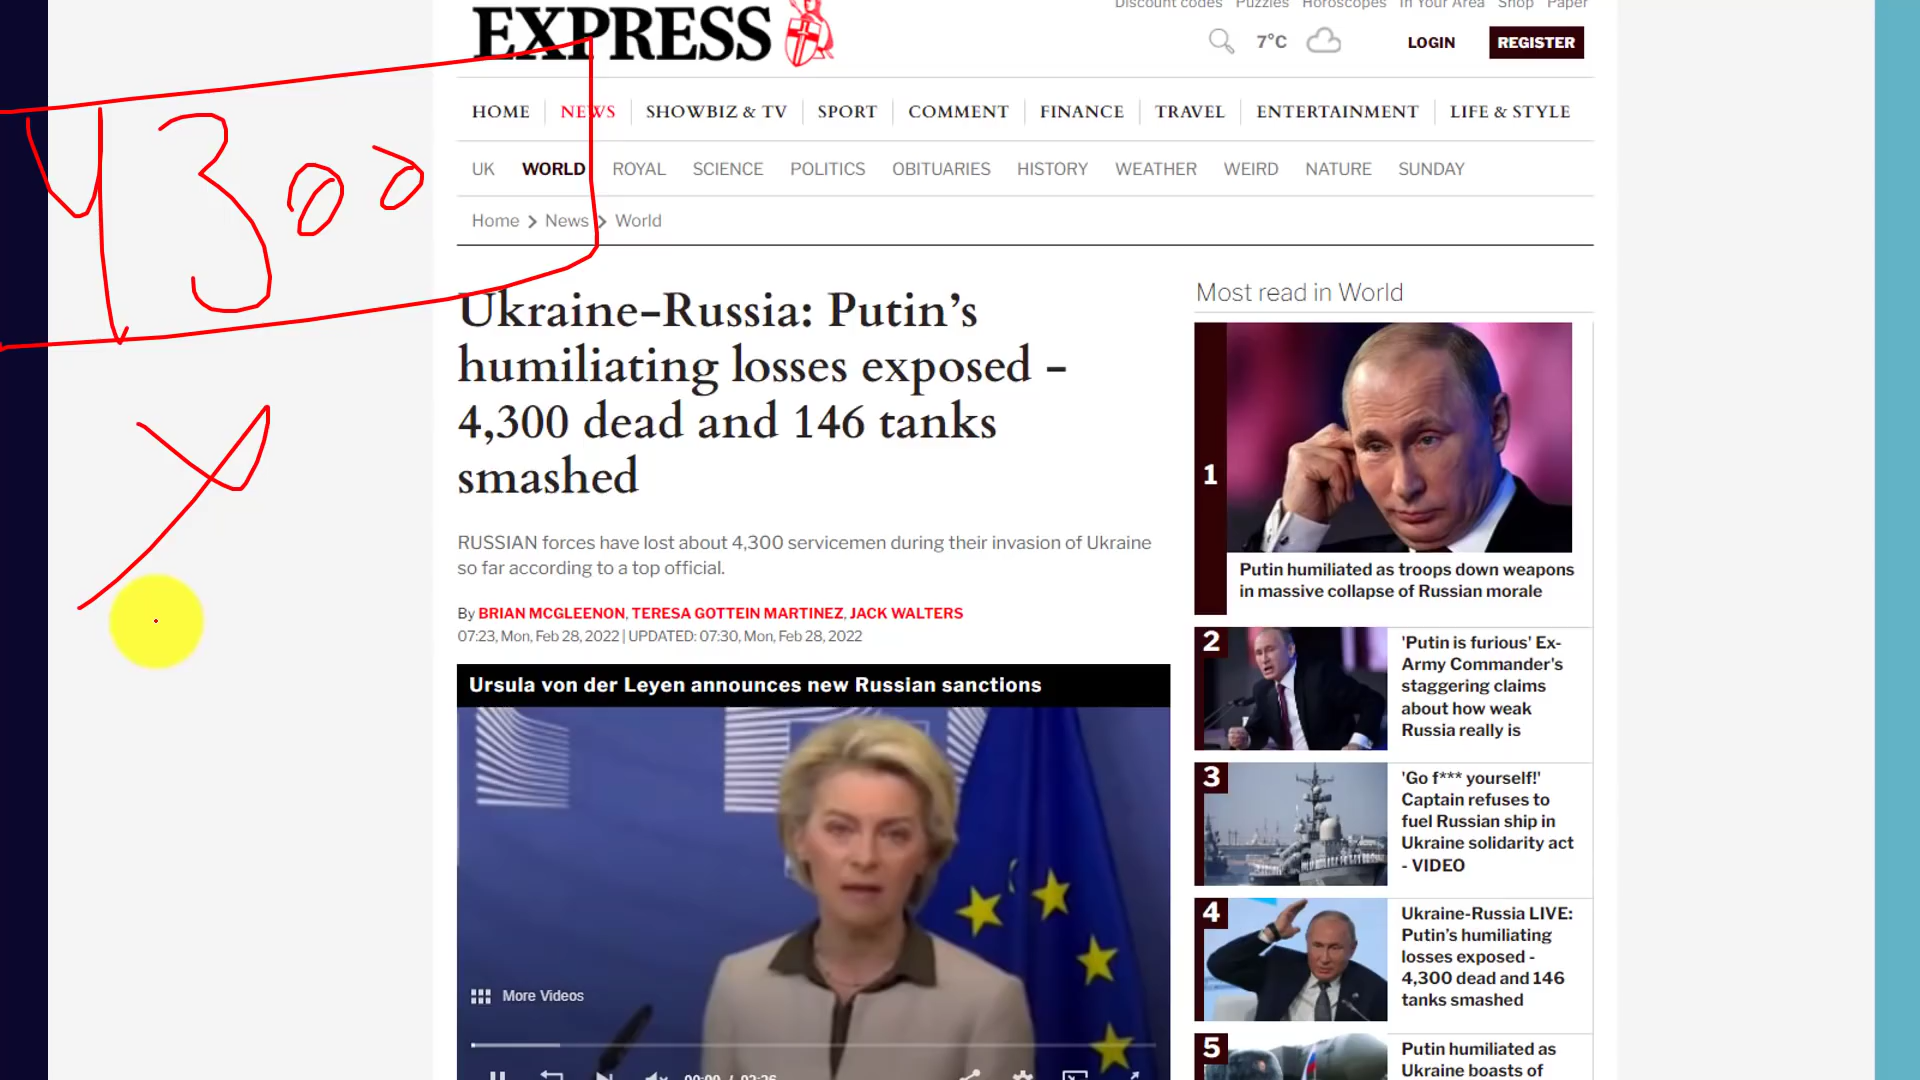 Discount codes Puzzles Horoscopes In Your Area Shop Paper
EXPRESS
7°C
LOGIN
REGISTER
HOME NEWS SHOWBIZ & TV SPORT COMMENT FINANCE TRAVEL ENTERTAINMENT LIFE & STYLE
UK WORLD ROYAL SCIENCE POLITICS OBITUARIES HISTORY WEATHER WEIRD NATURE SUNDAY
Home News World
4300
Ukraine-Russia: Putin's
humiliating losses exposed -
4,300 dead and 146 tanks
smashed
RUSSIAN forces have lost about 4,300 servicemen during their invasion of Ukraine
so far according to a top official.
By BRIAN MCGLEENON, TERESA GOTTEIN MARTINEZ, JACK WALTERS
07:23, Mon, Feb 28, 2022 | UPDATED: 07:30, Mon, Feb 28, 2022
Ursula von der Leyen announces new Russian sanctions
More Videos
00:00 / 02:26
Most read in World
1
Putin humiliated as troops down weapons
in massive collapse of Russian morale
2
'Putin is furious' Ex-
Army Commander's
staggering claims
about how weak
Russia really is
3
'Go f*** yourself!'
Captain refuses to
fuel Russian ship in
Ukraine solidarity act
- VIDEO
4
Ukraine-Russia LIVE:
Putin's humiliating
losses exposed -
4,300 dead and 146
tanks smashed
5
Putin humiliated as
Ukraine boasts of